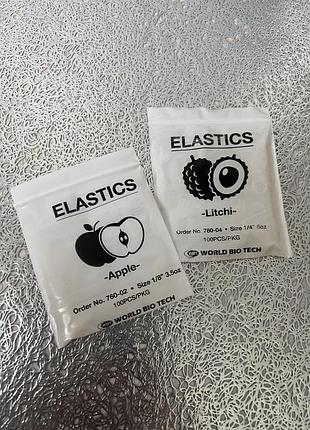 ELASTICS
-Apple-
Order No. 760-02 • Size 1/8" 3.5oz
100PCS/PKG
WORLD BIO TECH
ELASTICS
-Litchi-
Order No. 760-04 • Size 1/4" 5oz
100PCS/PKG
WORLD BIO TECH